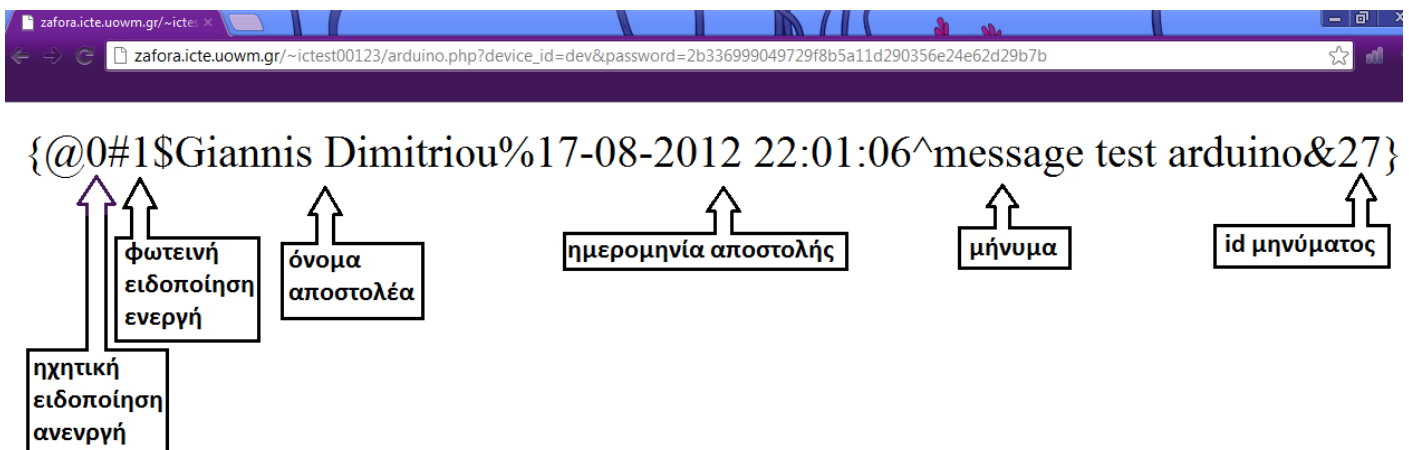 zafora.icte.uowm.gr/~ictes
zafora.icte.uowm.gr/~ictest00123/arduino.php?device_id=dev&password=2b336999049729f8b5a11d290356e24e62d29b7b
{@0#1$Giannis Dimitriou%17-08-2012 22:01:06^message test arduino&27}
φωτεινή
ειδοποίηση
ενεργή
όνομα
αποστολέα
ημερομηνία αποστολής
μήνυμα
id μηνύματος
ηχητική
ειδοποίηση
ανενργή